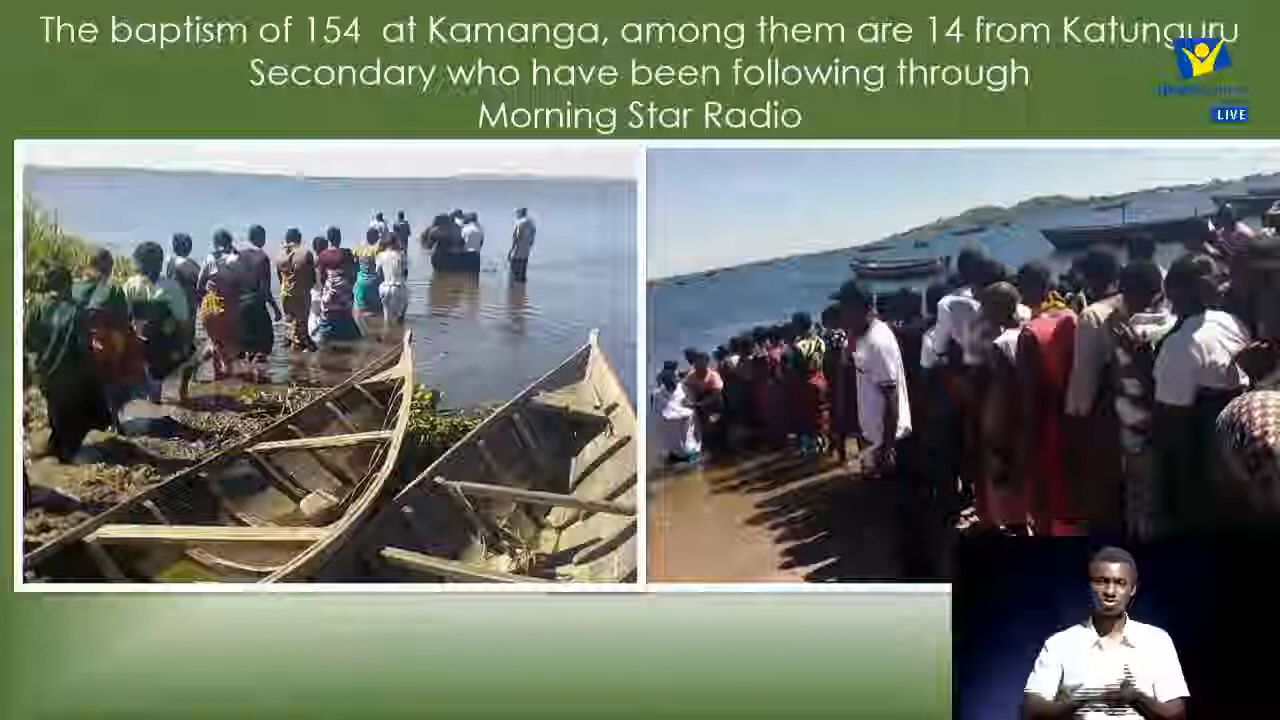 The baptism of 154 at Kamanga, among them are 14 from Katunguru
Secondary who have been following through
Morning Star Radio
LIVE